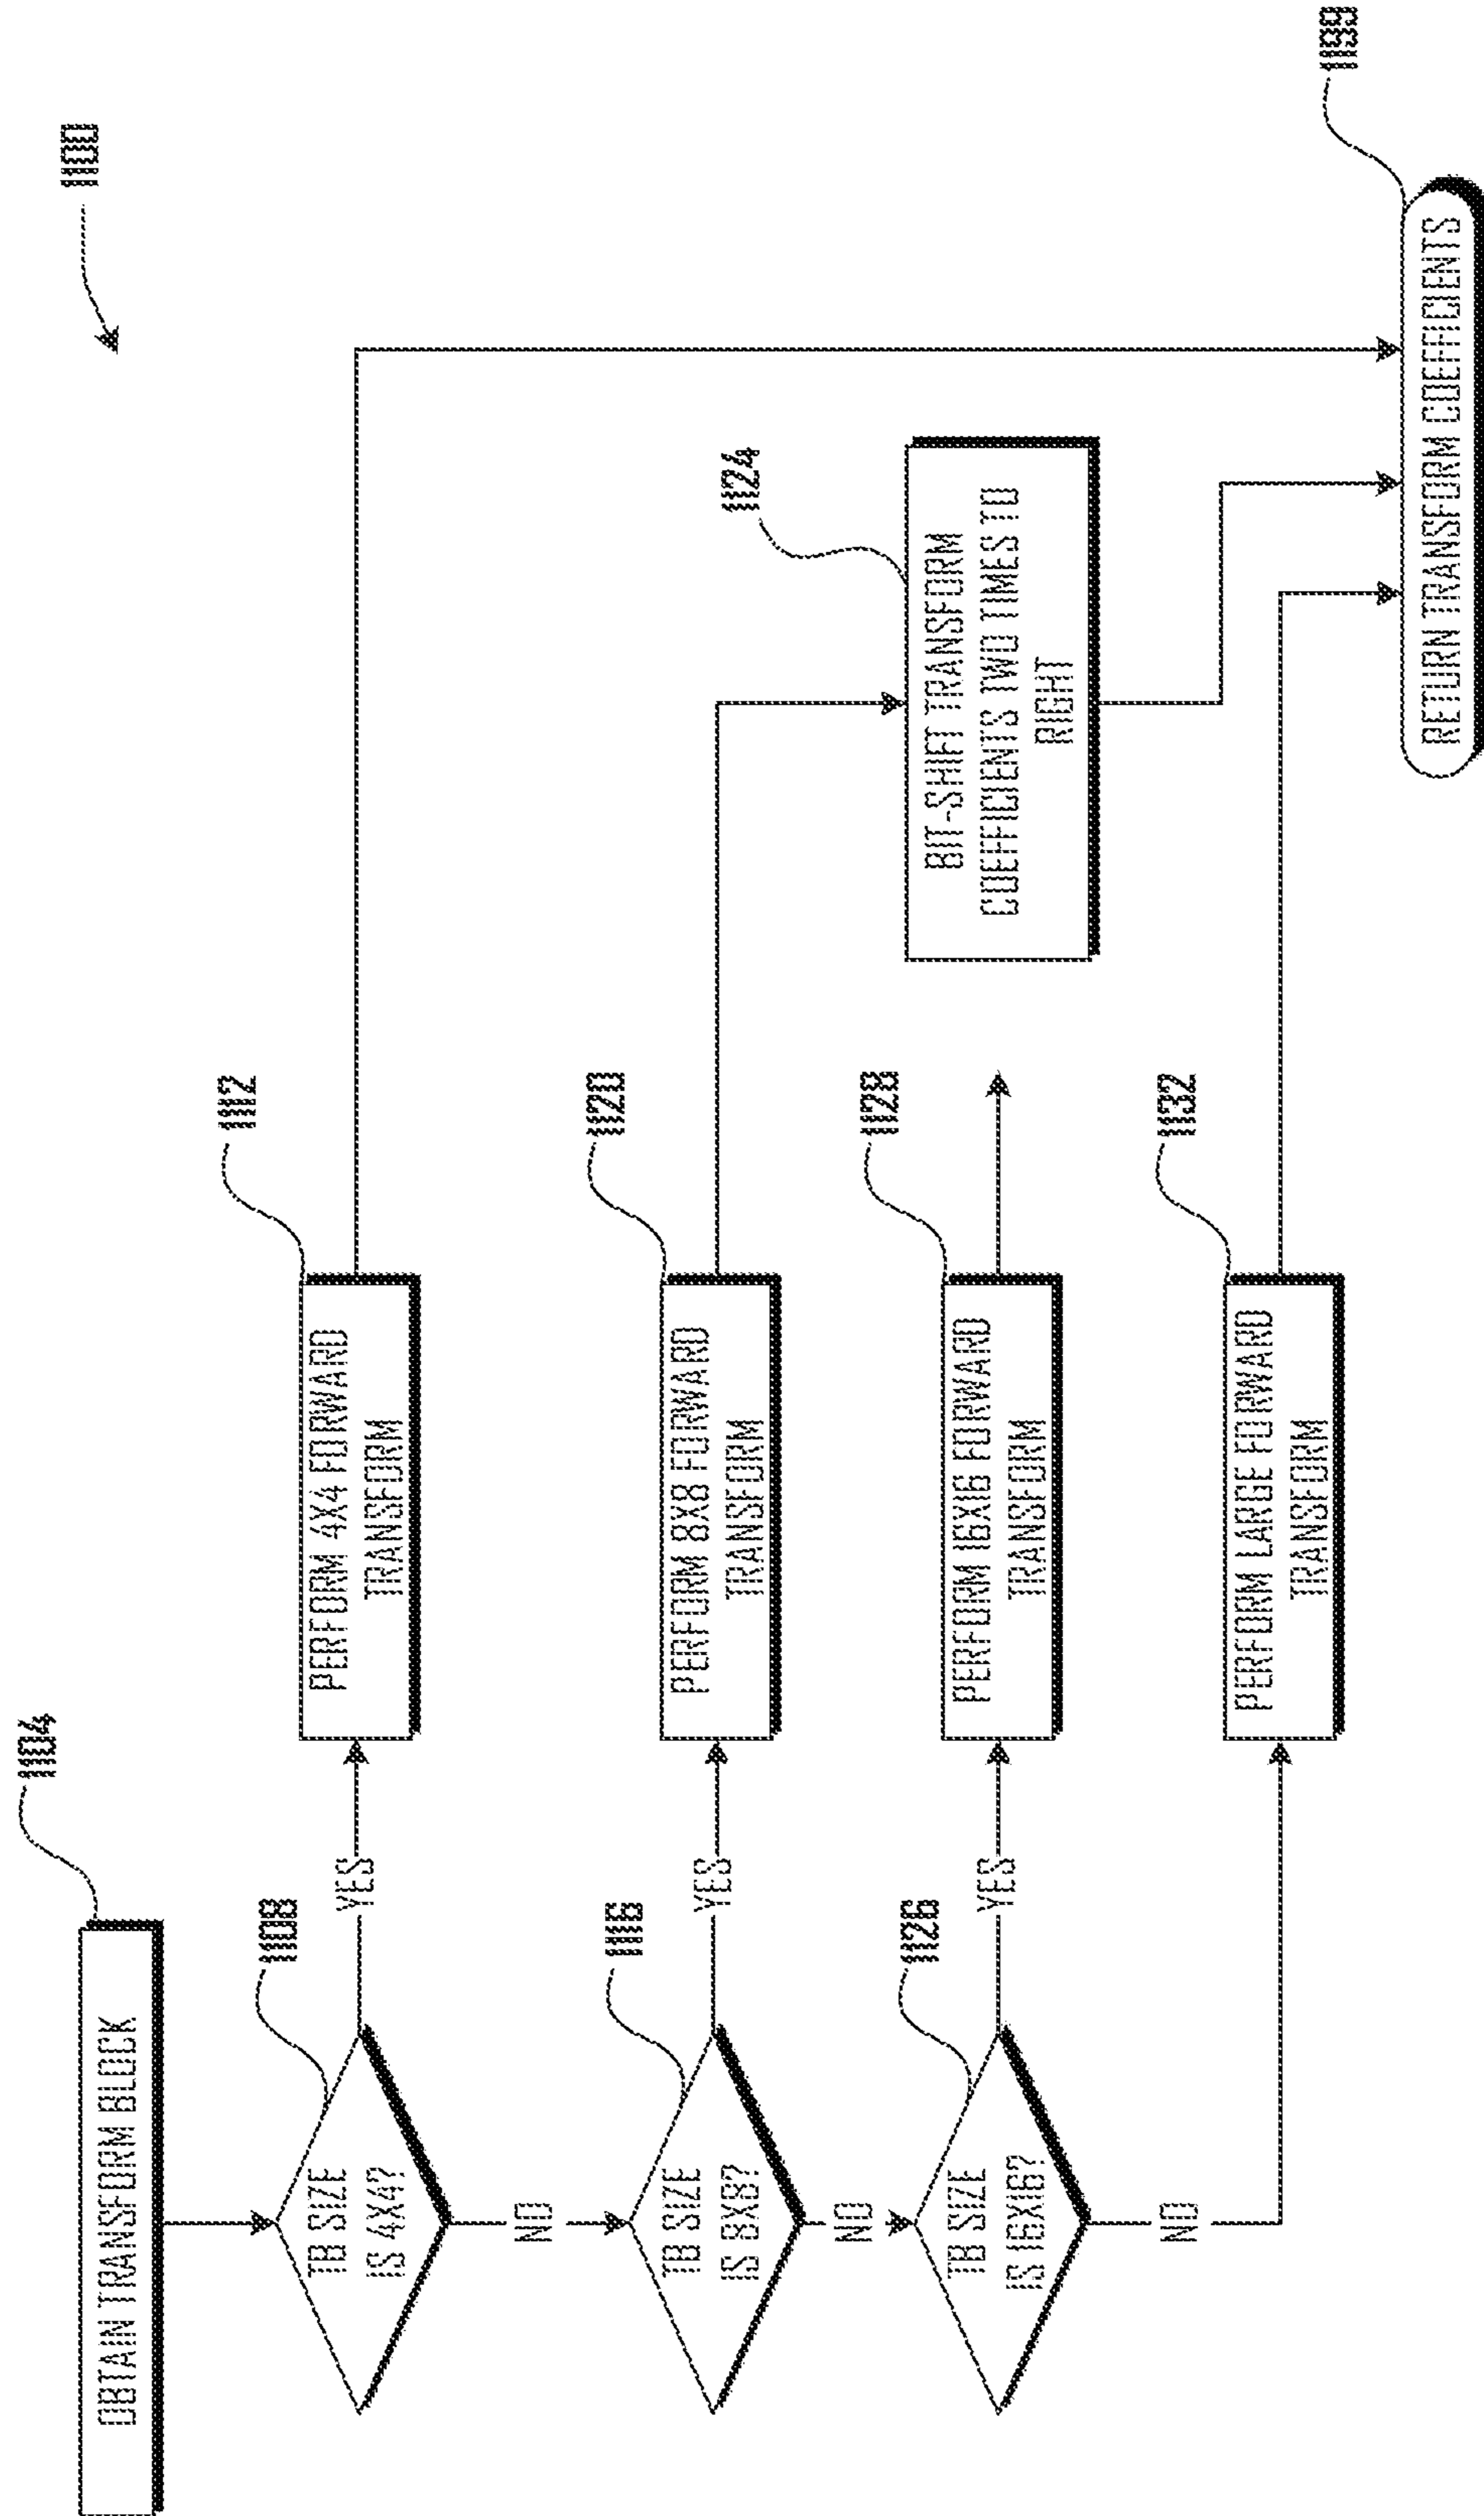 1100
1104
OBTAIN TRANSFORM BLOCK
1108
TB SIZE
IS 4X4?
YES
1112
PERFORM 4X4 FORWARD
TRANSFORM
NO
1116
TB SIZE
IS 8X8?
YES
1120
PERFORM 8X8 FORWARD
TRANSFORM
1124
BIT-SHIFT TRANSFORM
COEFFICIENTS TWO TIMES TO
RIGHT
NO
1126
TB SIZE
IS 16X16?
YES
1128
PERFORM 16X16 FORWARD
TRANSFORM
NO
1132
PERFORM LARGE FORWARD
TRANSFORM
1199
RETURN TRANSFORM COEFFICIENTS